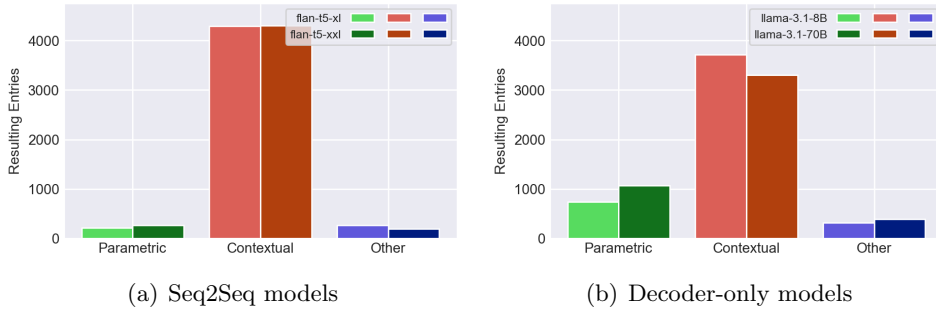 flan-t5-xl
flan-t5-xxl
Resulting Entries
4000
3000
2000
1000
0
Parametric Contextual Other
(a) Seq2Seq models
llama-3.1-8B
llama-3.1-70B
Resulting Entries
4000
3000
2000
1000
0
Parametric Contextual Other
(b) Decoder-only models